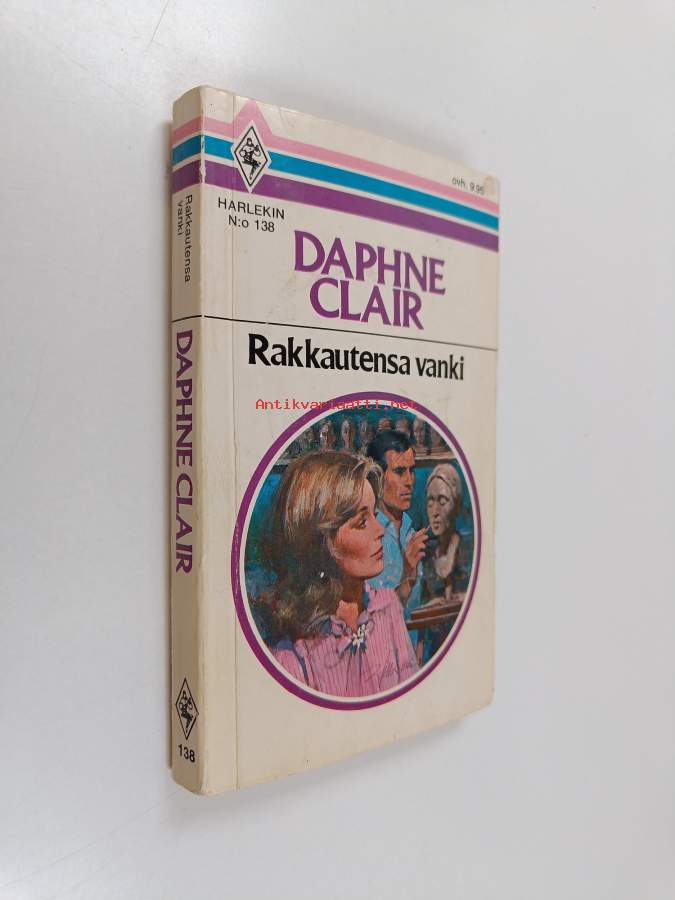 HARLEKIN
N:o 138
ovh. 9.95
DAPHNE
CLAIR
Rakkautensa vanki
Antikvariaatti.net
Rakkautensa
vanki
DAPHNE CLAIR
138